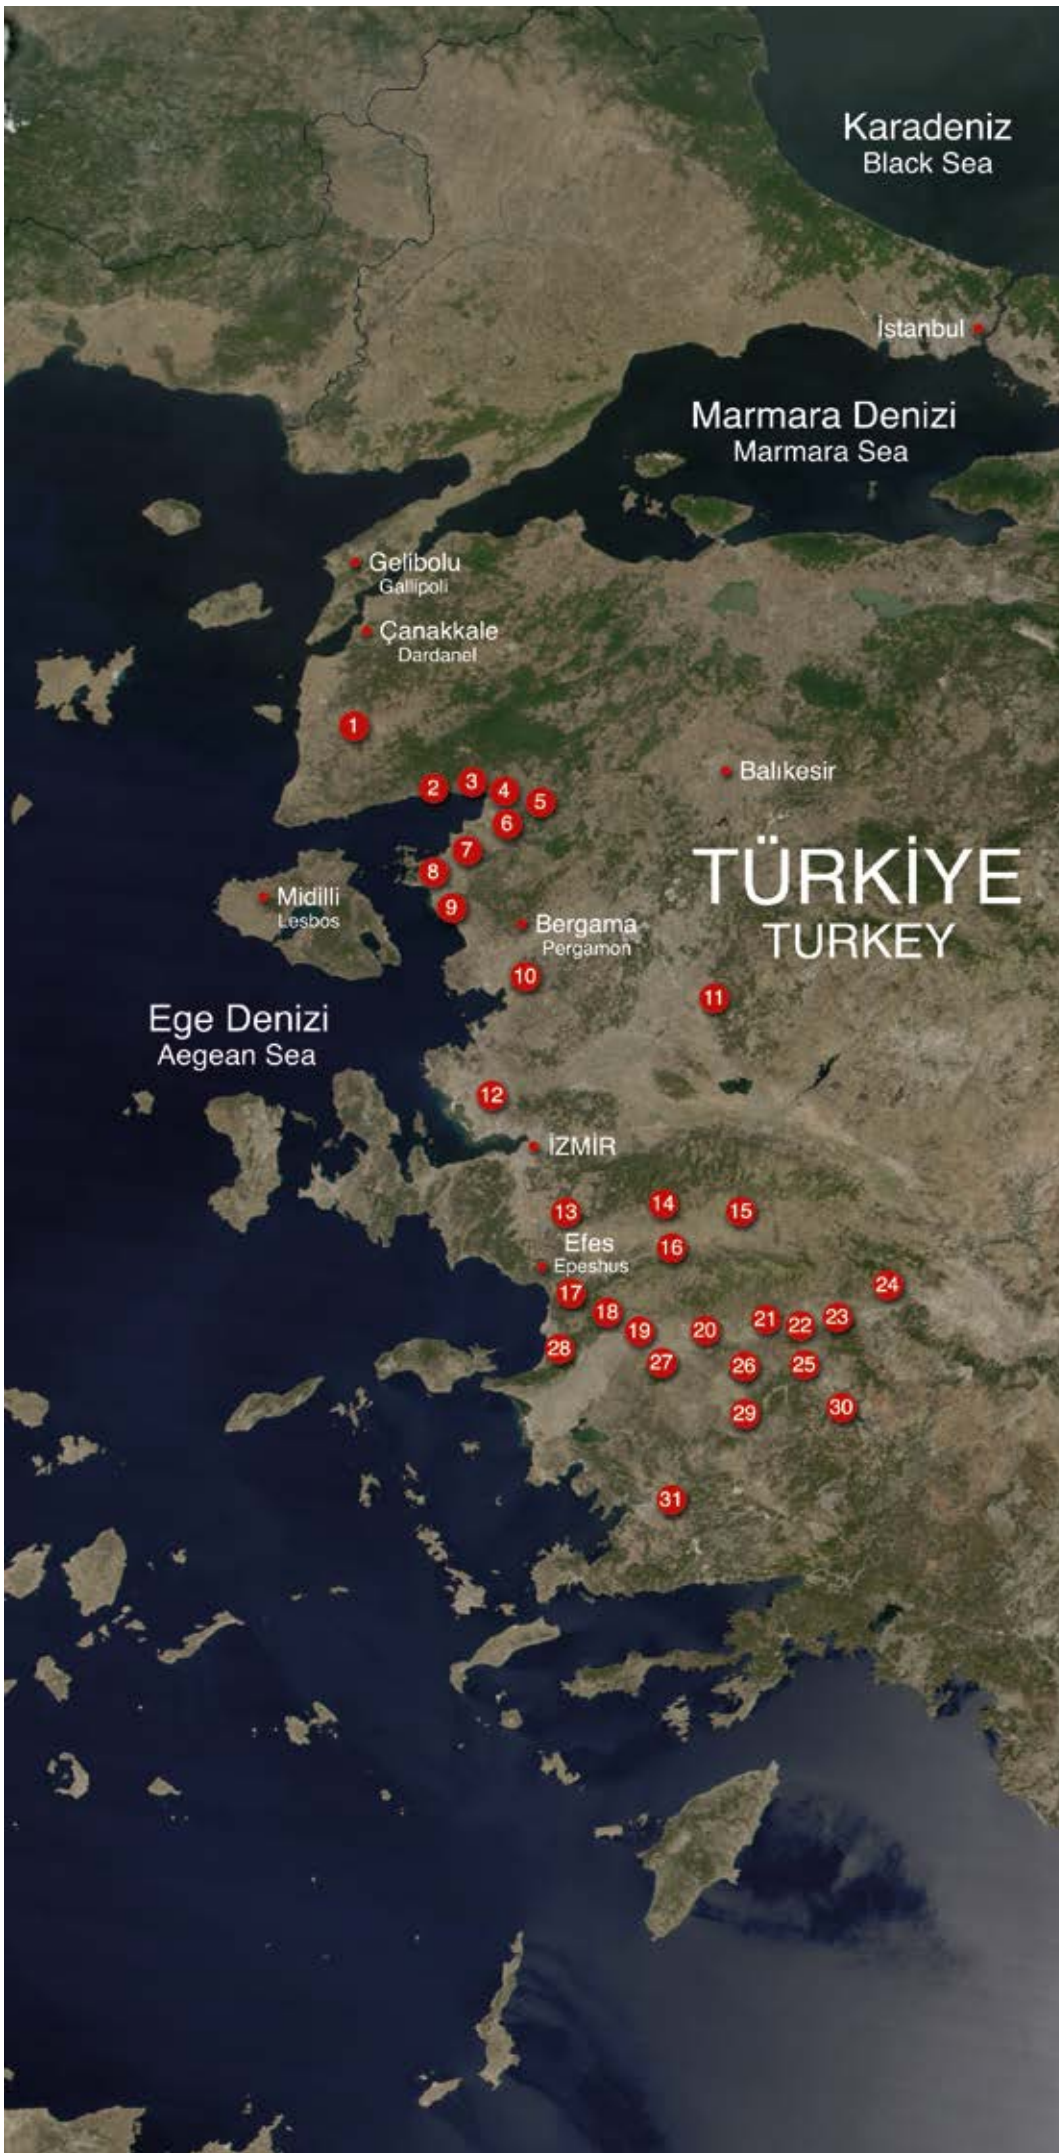 Karadeniz
Black Sea
İstanbul
Marmara Denizi
Marmara Sea
Gelibolu
Gallipoli
Çanakkale
Dardanel
1
Balıkesir
2
3
4
5
6
7
8
9
TÜRKİYE
TURKEY
Midilli
Lesbos
Bergama
Pergamon
10
11
Ege Denizi
Aegean Sea
12
İZMİR
13
14
15
16
Efes
Epeshus
17
18
19
20
21
22
23
24
28
27
26
25
29
30
31